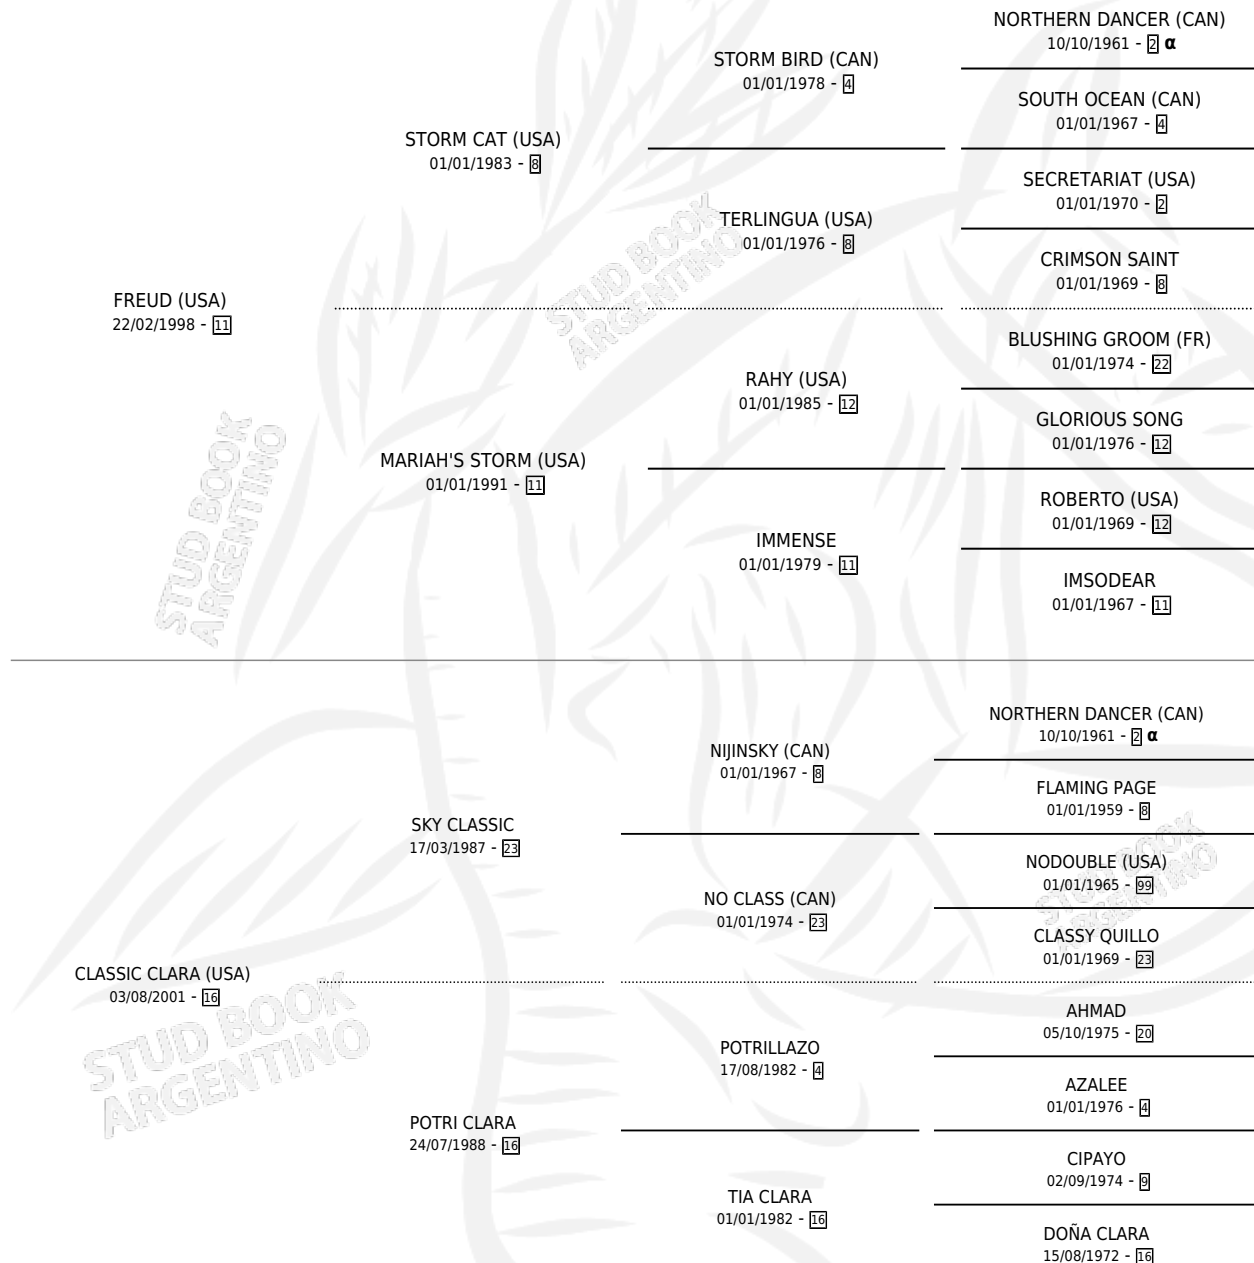 NORTHERN DANCER (CAN)
10/10/1961 - 2 α
STORM BIRD (CAN)
01/01/1978 - 4
SOUTH OCEAN (CAN)
01/01/1967 - 4
STORM CAT (USA)
01/01/1983 - 8
SECRETARIAT (USA)
01/01/1970 - 2
TERLINGUA (USA)
01/01/1976 - 8
CRIMSON SAINT
01/01/1969 - 8
STUD BOOK
ARGENTINO
FREUD (USA)
22/02/1998 - 11
BLUSHING GROOM (FR)
01/01/1974 - 22
RAHY (USA)
01/01/1985 - 12
GLORIOUS SONG
01/01/1976 - 12
MARIAH'S STORM (USA)
01/01/1991 - 11
ROBERTO (USA)
01/01/1969 - 12
IMMENSE
01/01/1979 - 11
IMSODEAR
01/01/1967 - 11
STUD BOOK
ARGENTINO
NORTHERN DANCER (CAN)
10/10/1961 - 2 α
NIJINSKY (CAN)
01/01/1967 - 8
FLAMING PAGE
01/01/1959 - 8
SKY CLASSIC
17/03/1987 - 23
NODOUBLE (USA)
01/01/1965 - 99
NO CLASS (CAN)
01/01/1974 - 23
CLASSY QUILLO
01/01/1969 - 23
STUD BOOK
ARGENTINO
CLASSIC CLARA (USA)
03/08/2001 - 16
AHMAD
05/10/1975 - 20
POTRILLAZO
17/08/1982 - 4
AZALEE
01/01/1976 - 4
STUD BOOK
ARGENTINO
POTRI CLARA
24/07/1988 - 16
CIPAYO
02/09/1974 - 9
TIA CLARA
01/01/1982 - 16
DOÑA CLARA
15/08/1972 - 16